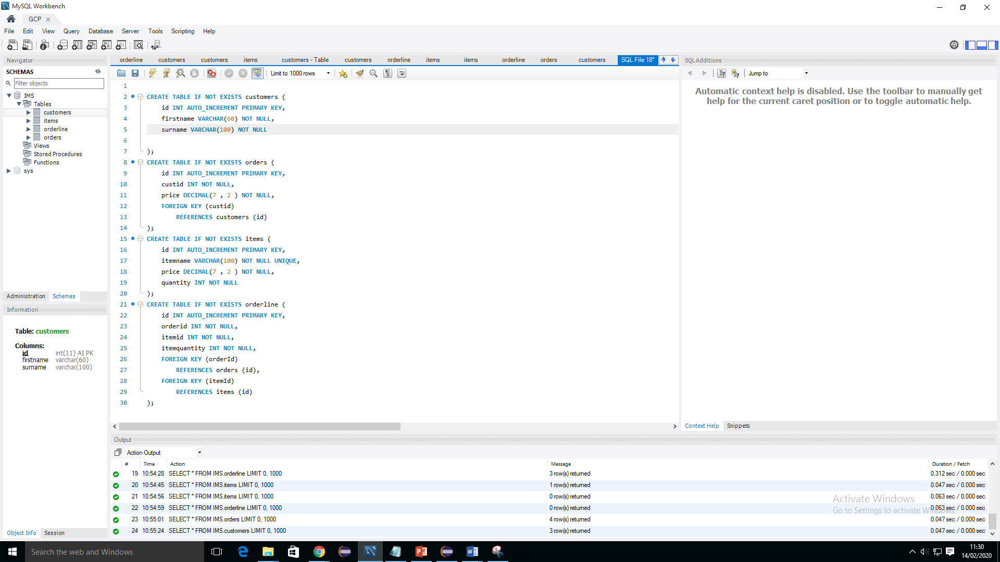 MySQL Workbench
GCP
File Edit View Query Database Server Tools Scripting Help
Navigator
SCHEMAS
Filter objects
IMS
Tables
customers
items
orderline
orders
Views
Stored Procedures
Functions
sys
Administration Schemas
Information
Table: customers
Columns:
id int(11) AI PK
firstname varchar(60)
surname varchar(100)
Object Info Session
orderline customers customers items customers - Table customers orderline items items orderline orders customers SQL File 18*
Limit to 1000 rows
1
2 CREATE TABLE IF NOT EXISTS customers (
3 id INT AUTO_INCREMENT PRIMARY KEY,
4 firstname VARCHAR(60) NOT NULL,
5 surname VARCHAR(100) NOT NULL
6
7 );
8 CREATE TABLE IF NOT EXISTS orders (
9 id INT AUTO_INCREMENT PRIMARY KEY,
10 custid INT NOT NULL,
11 price DECIMAL(7 , 2 ) NOT NULL,
12 FOREIGN KEY (custid)
13 REFERENCES customers (id)
14 );
15 CREATE TABLE IF NOT EXISTS items (
16 id INT AUTO_INCREMENT PRIMARY KEY,
17 itemname VARCHAR(100) NOT NULL UNIQUE,
18 price DECIMAL(7 , 2 ) NOT NULL,
19 quantity INT NOT NULL
20 );
21 CREATE TABLE IF NOT EXISTS orderline (
22 id INT AUTO_INCREMENT PRIMARY KEY,
23 orderid INT NOT NULL,
24 itemid INT NOT NULL,
25 itemquantity INT NOT NULL,
26 FOREIGN KEY (orderId)
27 REFERENCES orders (id),
28 FOREIGN KEY (itemId)
29 REFERENCES items (id)
30 );
SQLAdditions
Jump to
Automatic context help is disabled. Use the toolbar to manually get
help for the current caret position or to toggle automatic help.
Context Help Snippets
Output
Action Output
# Time Action Message Duration / Fetch
19 10:54:28 SELECT * FROM IMS.orderline LIMIT 0, 1000 3 row(s) returned 0.312 sec / 0.000 sec
20 10:54:45 SELECT * FROM IMS.items LIMIT 0, 1000 1 row(s) returned 0.047 sec / 0.000 sec
21 10:54:56 SELECT * FROM IMS.items LIMIT 0, 1000 0 row(s) returned 0.063 sec / 0.000 sec
22 10:54:59 SELECT * FROM IMS.orderline LIMIT 0, 1000 0 row(s) returned 0.063 sec / 0.000 sec
23 10:55:01 SELECT * FROM IMS.orders LIMIT 0, 1000 4 row(s) returned 0.047 sec / 0.000 sec
24 10:55:24 SELECT * FROM IMS.customers LIMIT 0, 1000 3 row(s) returned 0.047 sec / 0.000 sec
Activate Windows
Go to Settings to activate Windows.
Search the web and Windows
11:30
14/02/2020